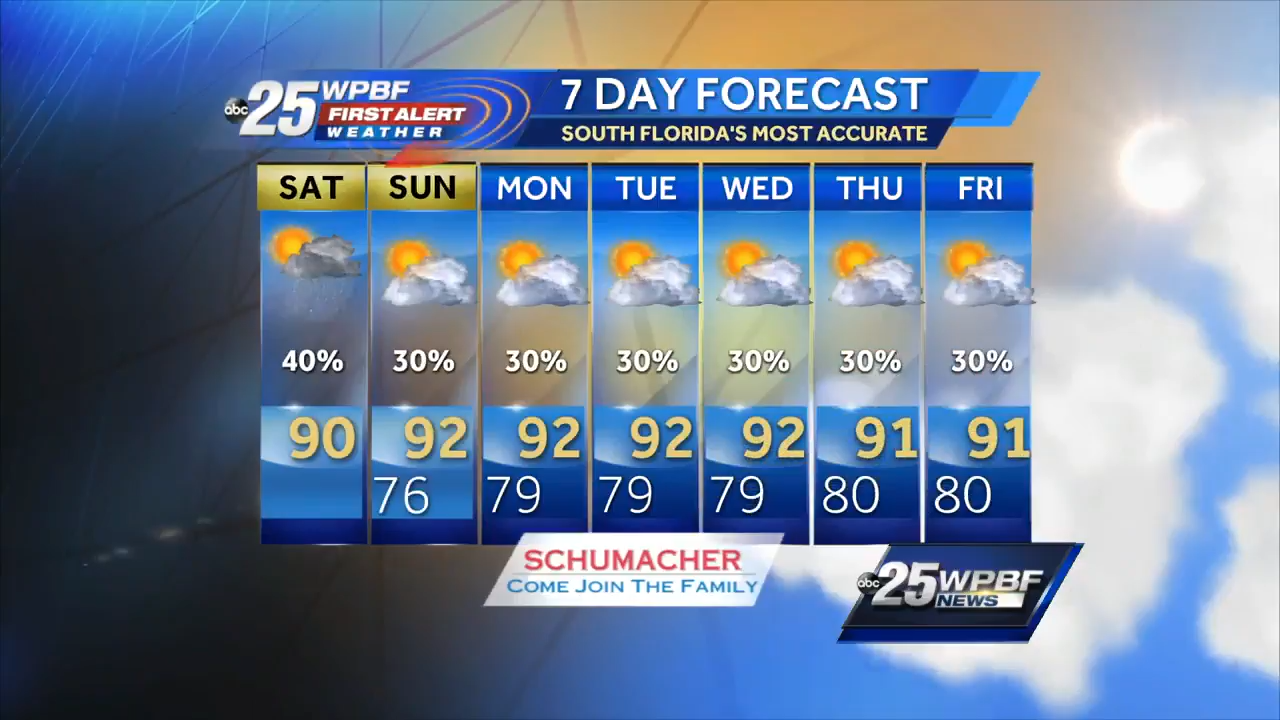 abc 25 WPBF
FIRST ALERT
WEATHER
7 DAY FORECAST
SOUTH FLORIDA'S MOST ACCURATE
SAT SUN MON TUE WED THU FRI
40% 30% 30% 30% 30% 30% 30%
90 92 92 92 92 91 91
76 79 79 79 80 80
SCHUMACHER
COME JOIN THE FAMILY
abc 25 WPBF
NEWS